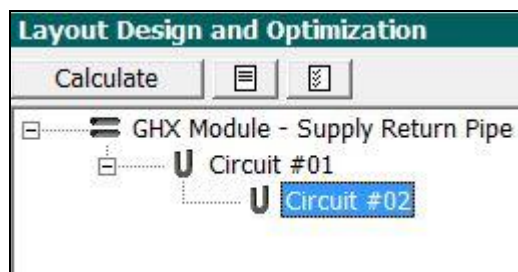 Layout Design and Optimization
Calculate
GHX Module - Supply Return Pipe
Circuit #01
Circuit #02